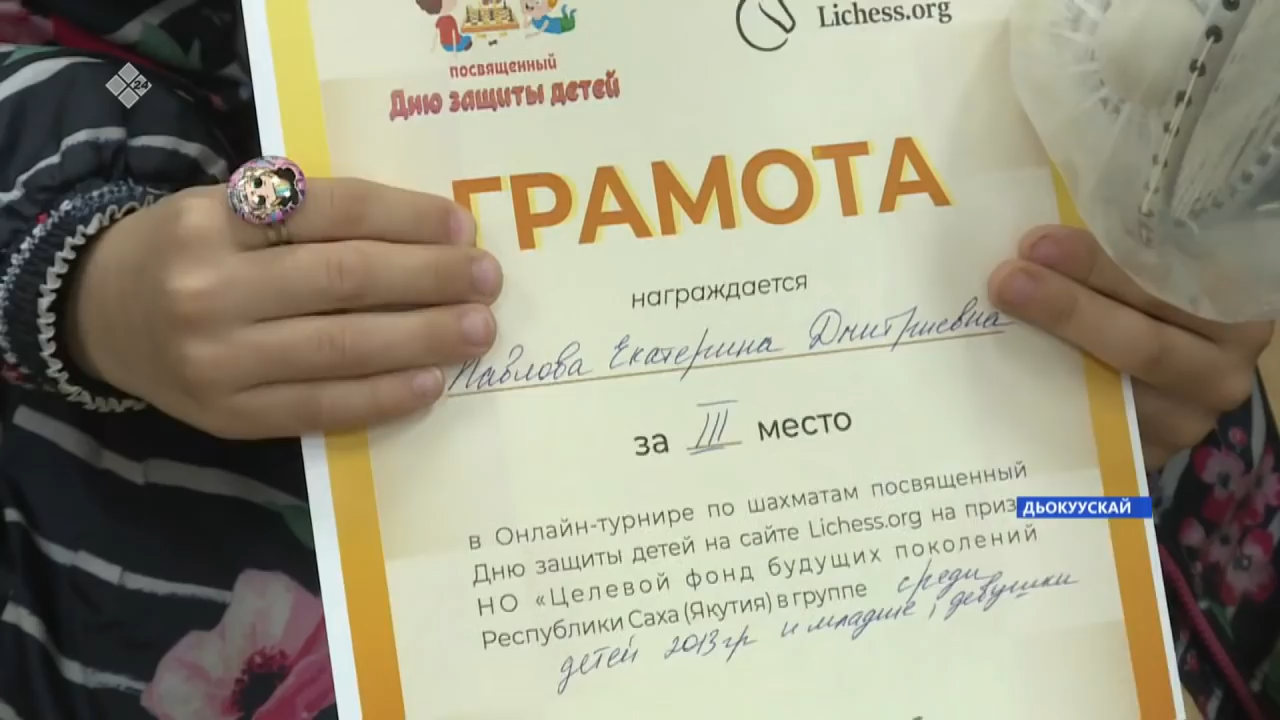 Lichess.org
посвященный
Дню защиты детей
24
ГРАМОТА
награждается
Павлова Екатерина Дмитриевна
за III место
в Онлайн-турнире по шахматам посвященный
Дню защиты детей на сайте Lichess.org на приз
НО «Целевой фонд будущих поколений
Республики Саха (Якутия) в группе среди
детей 2013 гр и младше, девушки
ДЬОКУУСКАЙ